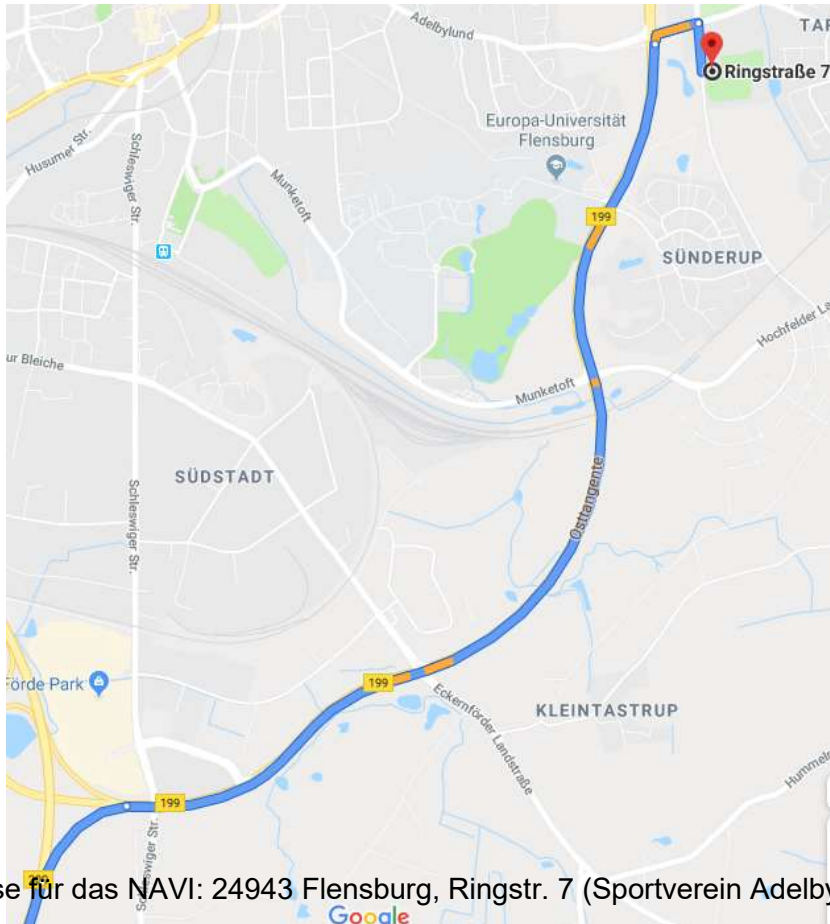 Adelbylund
TAR
Ringstraße 7
Europa-Universität
Flensburg
Husumer Str.
Schleswiger Str.
Munketoft
199
SÜNDERUP
Hochfelder La
ur Bleiche
Munketoft
SÜDSTADT
Osttangente
Schleswiger Str.
Förde Park
199
Eckernförder Landstraße
KLEINTASTRUP
Hummel
199
Schleswiger Str.
se für das NAVI: 24943 Flensburg, Ringstr. 7 (Sportverein Adelby
Google